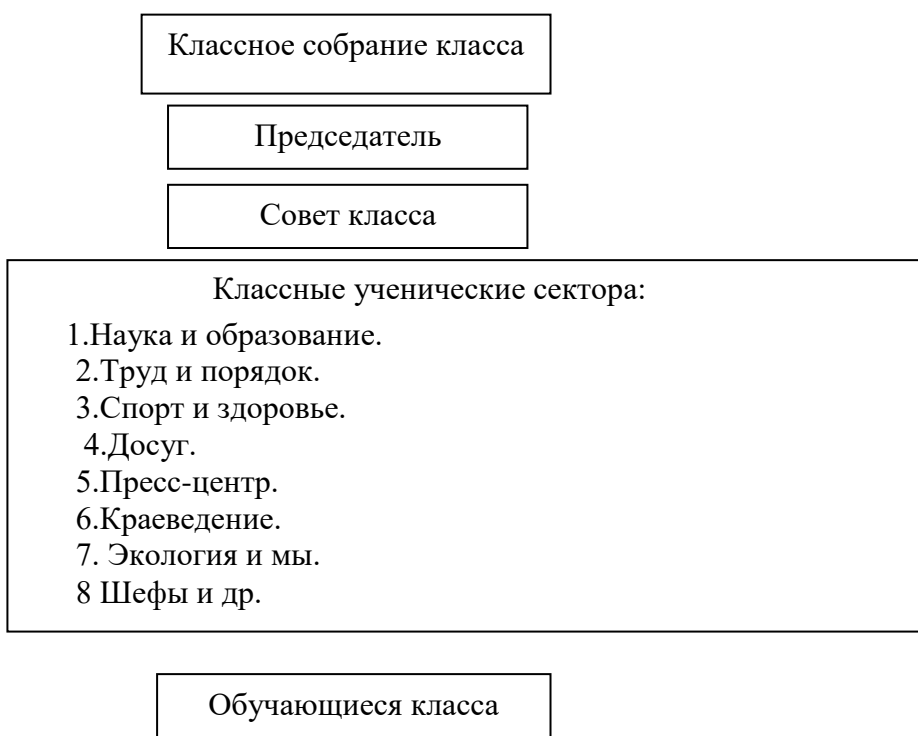 Классное собрание класса
Председатель
Совет класса
Классные ученические сектора:
1.Наука и образование.
2.Труд и порядок.
3.Спорт и здоровье.
4.Досуг.
5.Пресс-центр.
6.Краеведение.
7. Экология и мы.
8 Шефы и др.
Обучающиеся класса